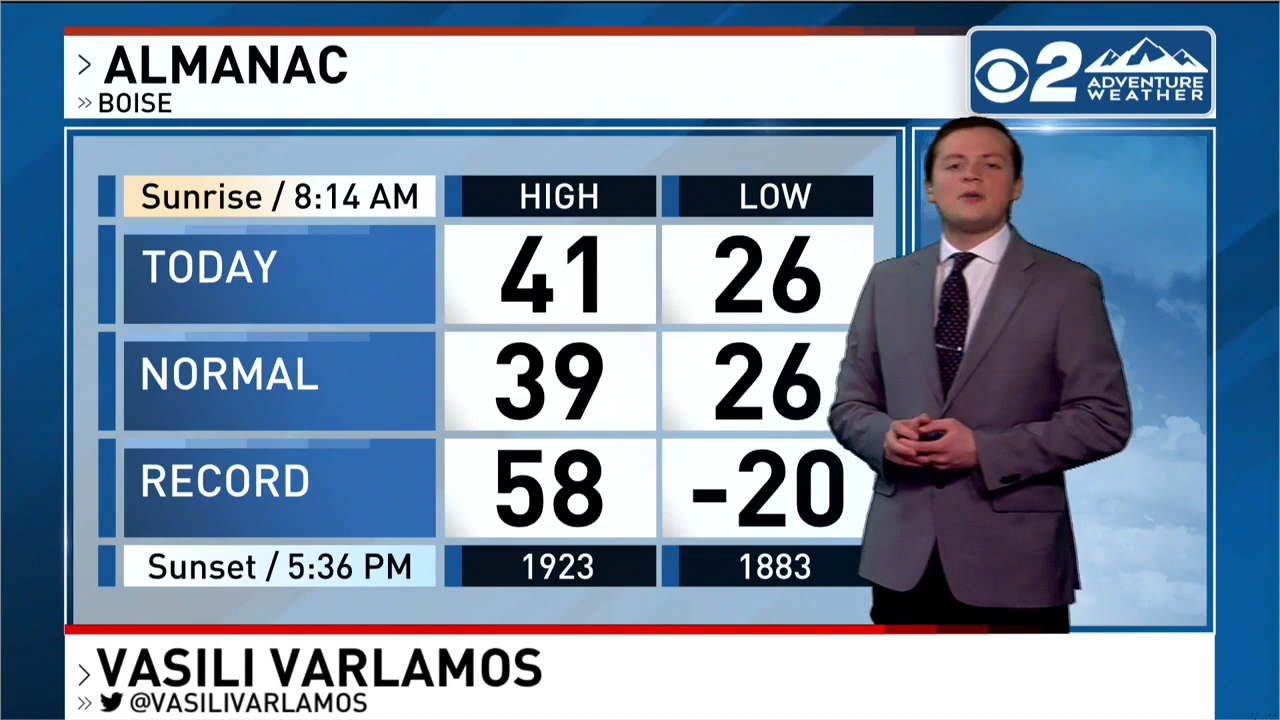 ALMANAC
BOISE
2
ADVENTURE
WEATHER
Sunrise / 8:14 AM HIGH LOW
TODAY 41 26
NORMAL 39 26
RECORD 58 -20
Sunset / 5:36 PM 1923 1883
VASILI VARLAMOS
@VASILIVARLAMOS